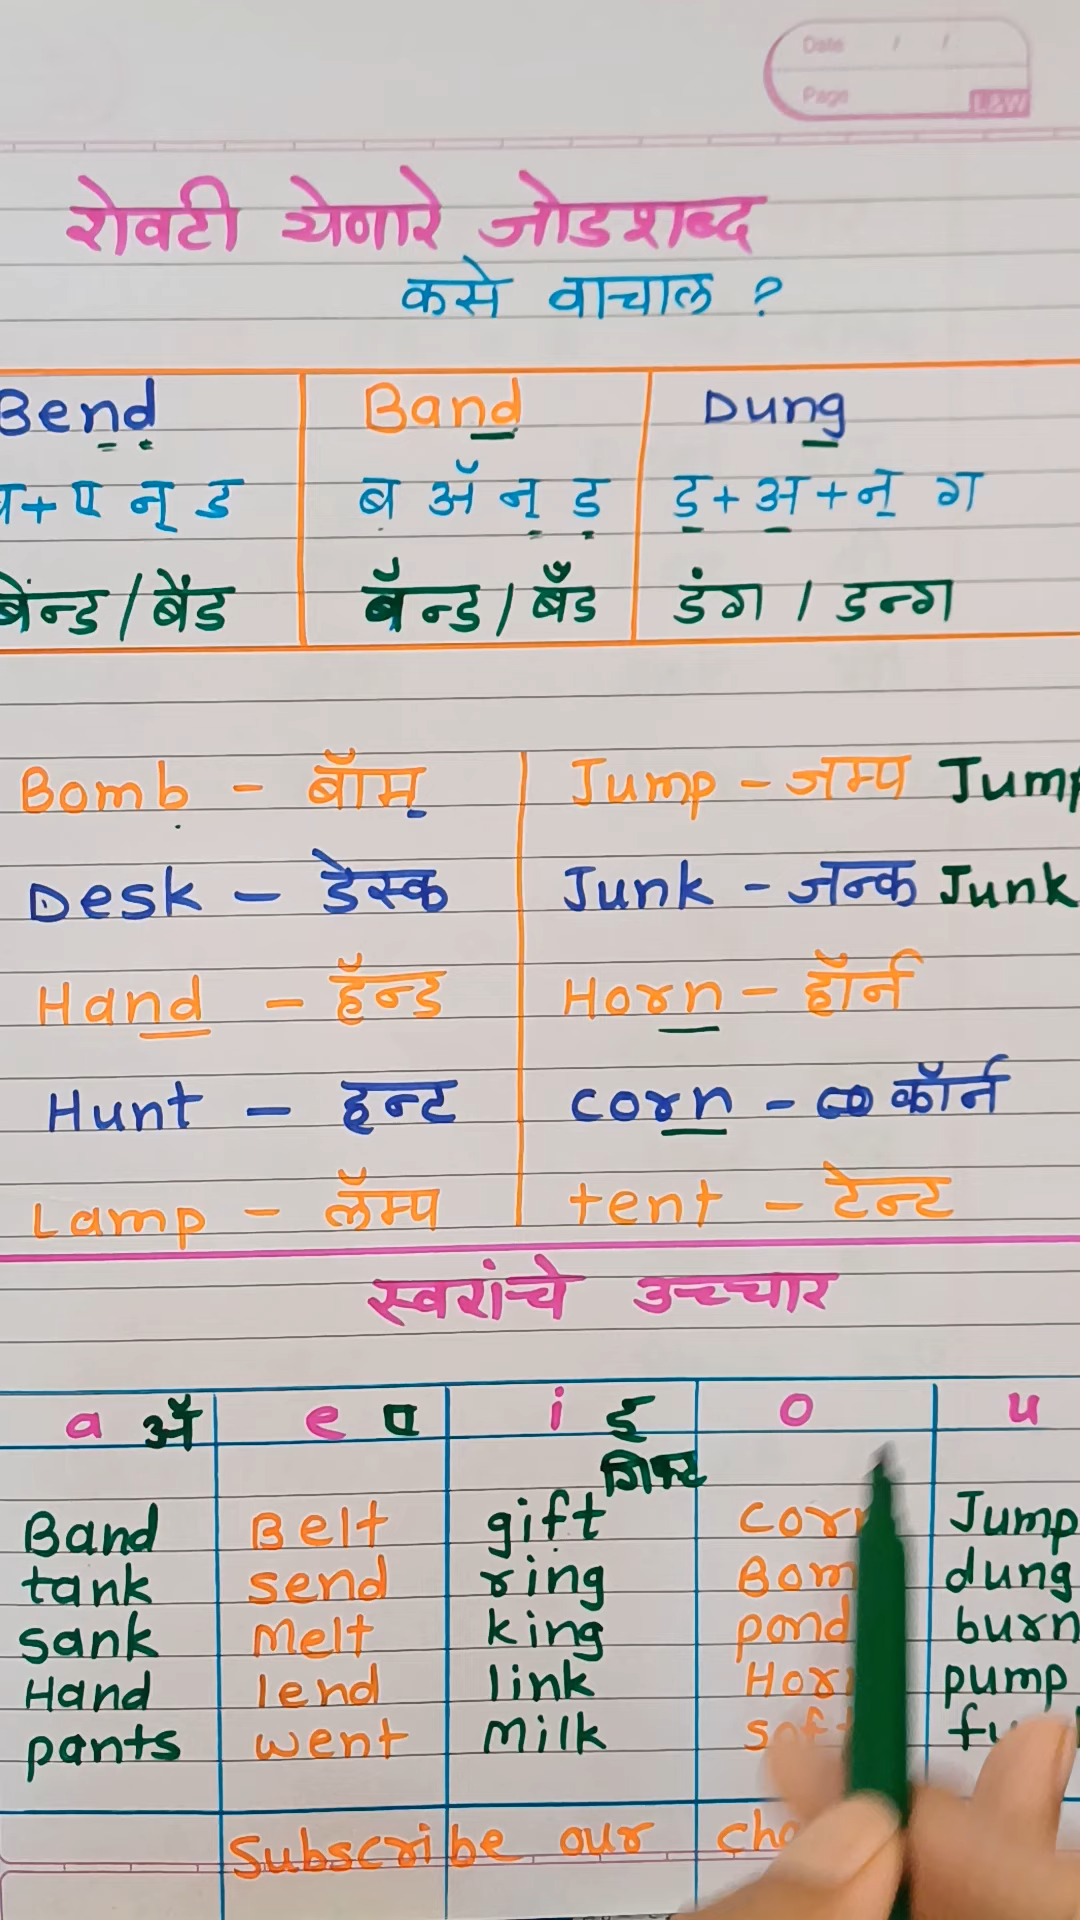 Date / /
Page
L&W
शेवटी येणारे जोडशब्द
कसे वाचाल ?
Bend Band Dung
+ ए न् ड ब अॅ न् ड् ड् + अ + न् ग
बेन्ड / बेंड बॅन्ड / बँड डंग / डन्ग
Bomb - बॉम् Jump - जम्प Jump
Desk - डेस्क Junk - जन्क Junk
Hand - हॅन्ड Horn - हॉर्न
Hunt - हन्ट corn - कॉर्न
Lamp - लॅम्प tent - टेन्ट
स्वरांचे उच्चार
a अॅ e ए i इ o u
गिफ्ट
Band Belt gift Jump
tank send ring dung
sank melt king pond burn
Hand lend link pump
pants went milk
Subscribe our